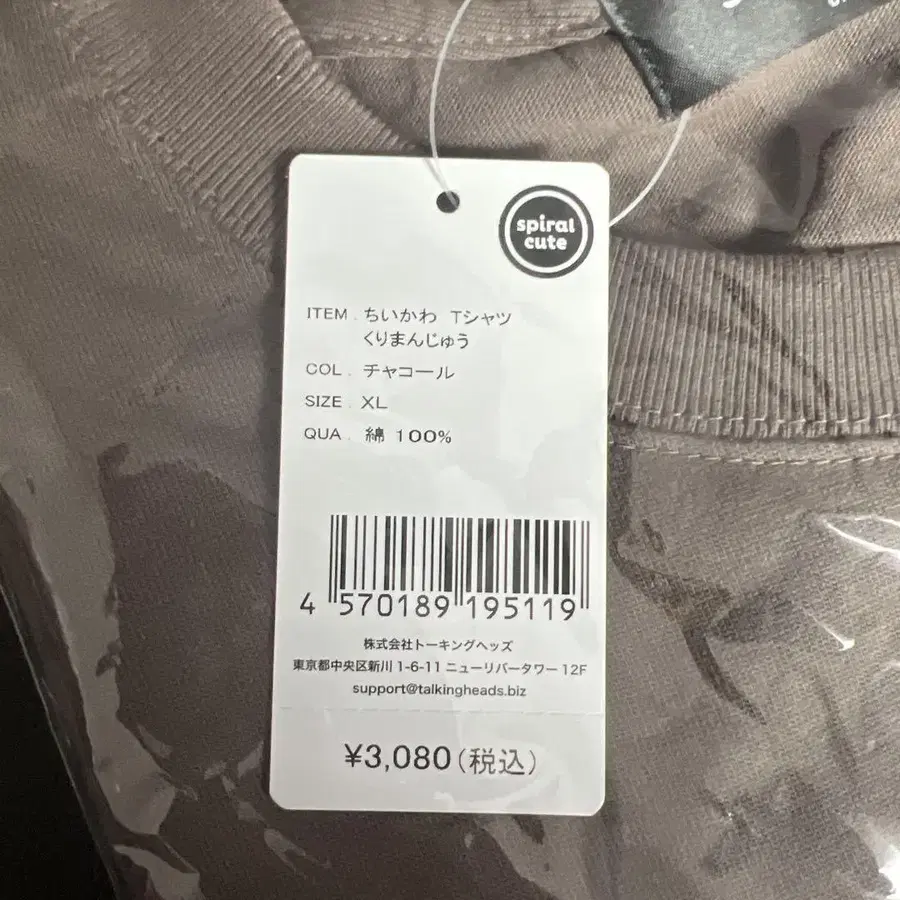 spiral
cute
ITEM . ちいかわ Tシャツ
くりまんじゅう
COL . チャコール
SIZE . XL
QUA . 綿 100%
4 570189 195119
株式会社トーキングヘッズ
東京都中央区新川 1-6-11 ニューリバータワー 12F
support@talkingheads.biz
¥3,080(税込)